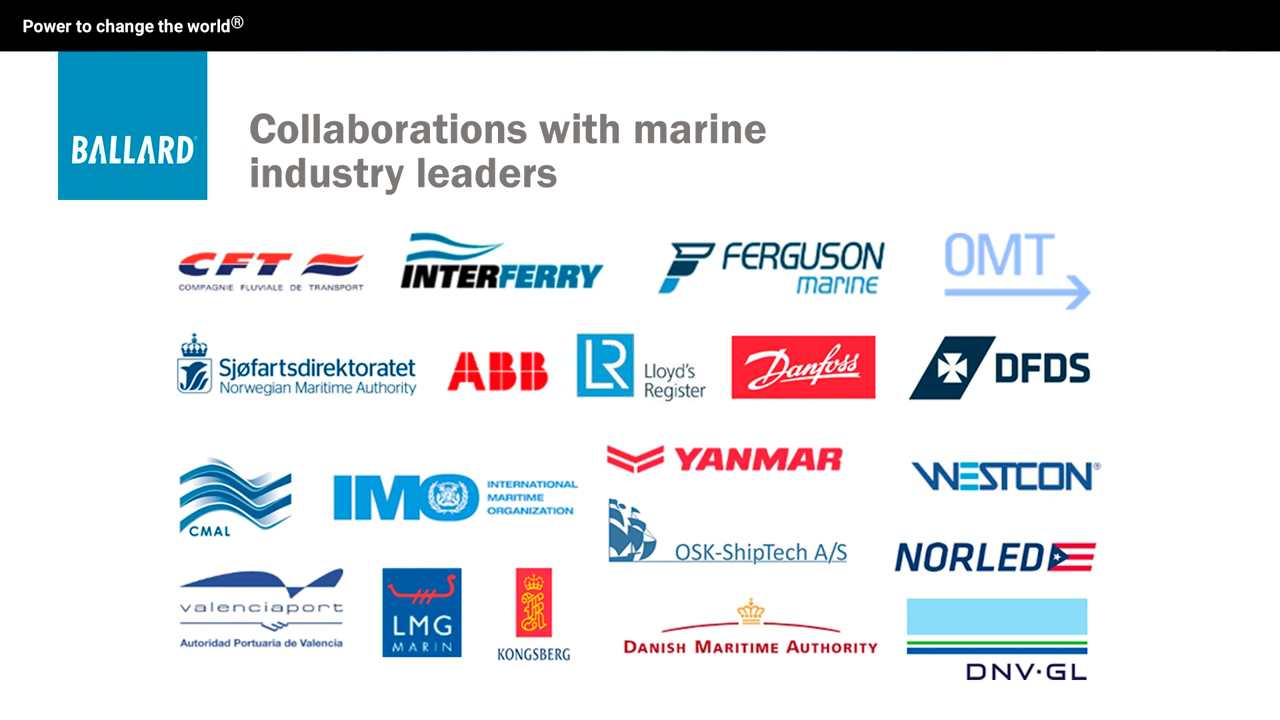 Power to change the world®
BALLARD
Collaborations with marine
industry leaders
CFT
COMPAGNIE FLUVIALE DE TRANSPORT
INTERFERRY
FERGUSON
marine
OMT
Sjøfartsdirektoratet
Norwegian Maritime Authority
ABB
LR
Lloyd's
Register
Danfoss
DFDS
CMAL
IMO
INTERNATIONAL
MARITIME
ORGANIZATION
YANMAR
OSK-ShipTech A/S
WESTCON®
NORLED
valenciaport
Autoridad Portuaria de Valencia
LMG
MARIN
KONGSBERG
DANISH MARITIME AUTHORITY
DNV·GL